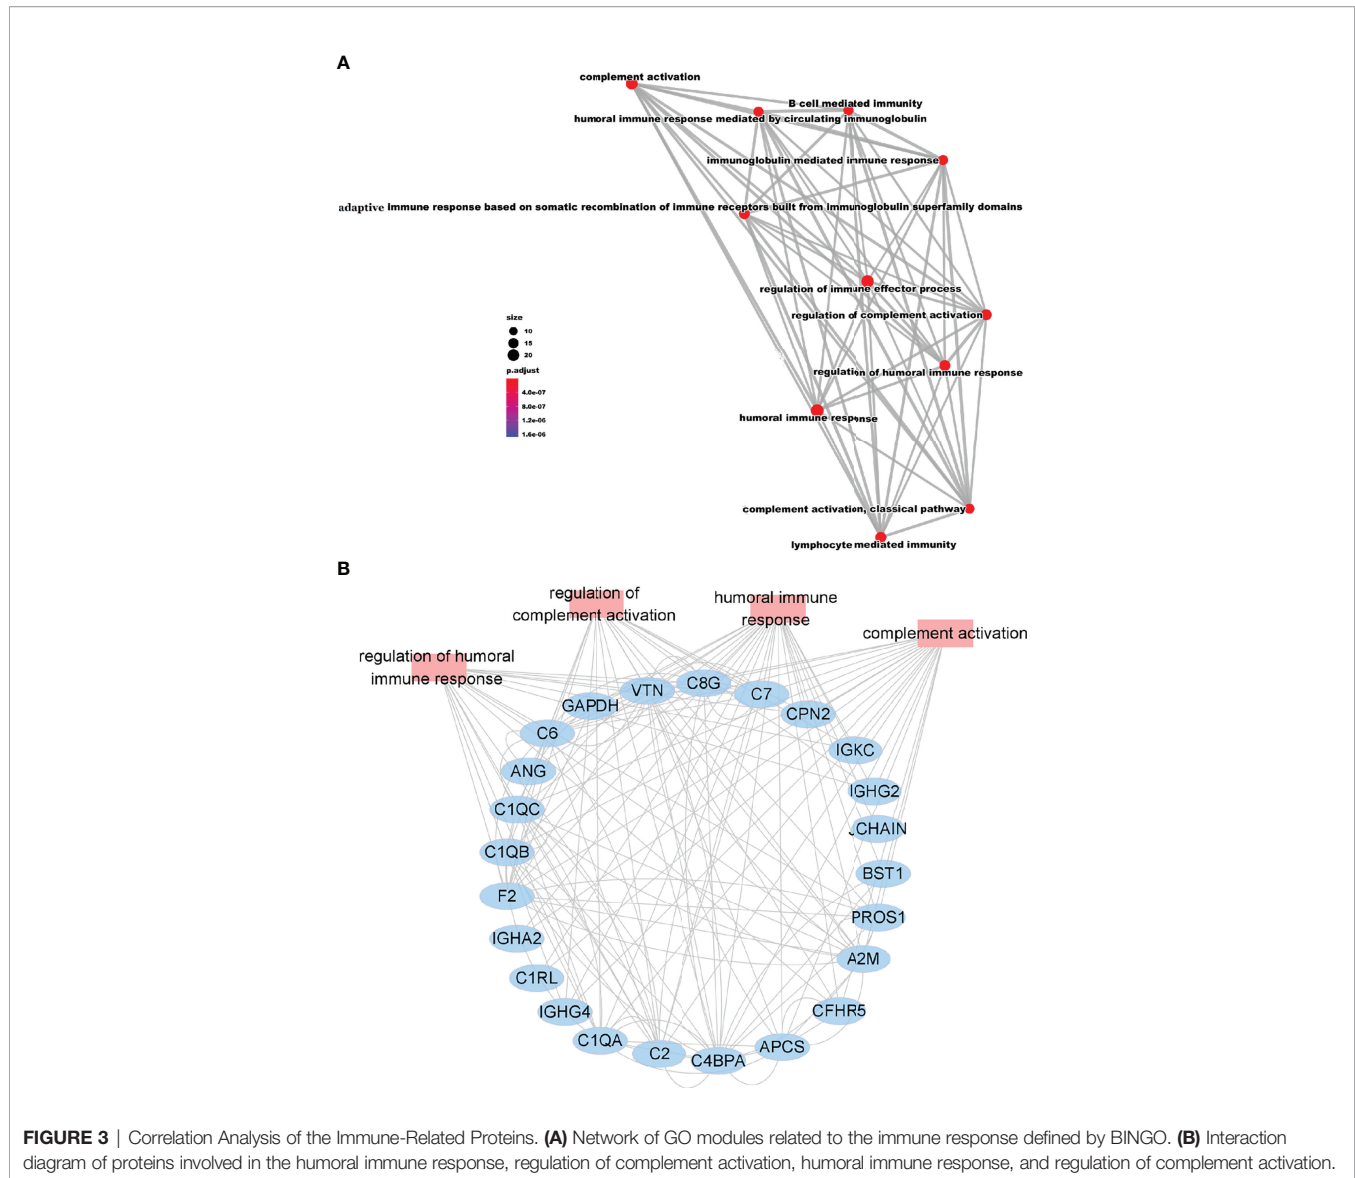 A
complement activation
B cell mediated immunity
humoral immune response mediated by circulating immunoglobulin
immunoglobulin mediated immune response
adaptive immune response based on somatic recombination of immune receptors built from immunoglobulin superfamily domains
regulation of immune effector process
regulation of complement activation
size
10
15
20
p.adjust
4.0e-07
8.0e-07
1.2e-06
1.6e-06
regulation of humoral immune response
humoral immune response
complement activation, classical pathway
lymphocyte mediated immunity
B
regulation of
complement activation
humoral immune
response
complement activation
regulation of humoral
immune response
C8G
VTN
C7
GAPDH
CPN2
C6
IGKC
ANG
IGHG2
C1QC
JCHAIN
C1QB
BST1
F2
PROS1
IGHA2
A2M
C1RL
IGHG4
CFHR5
C1QA
C2
C4BPA
APCS
FIGURE 3 | Correlation Analysis of the Immune-Related Proteins. (A) Network of GO modules related to the immune response defined by BINGO. (B) Interaction
diagram of proteins involved in the humoral immune response, regulation of complement activation, humoral immune response, and regulation of complement activation.